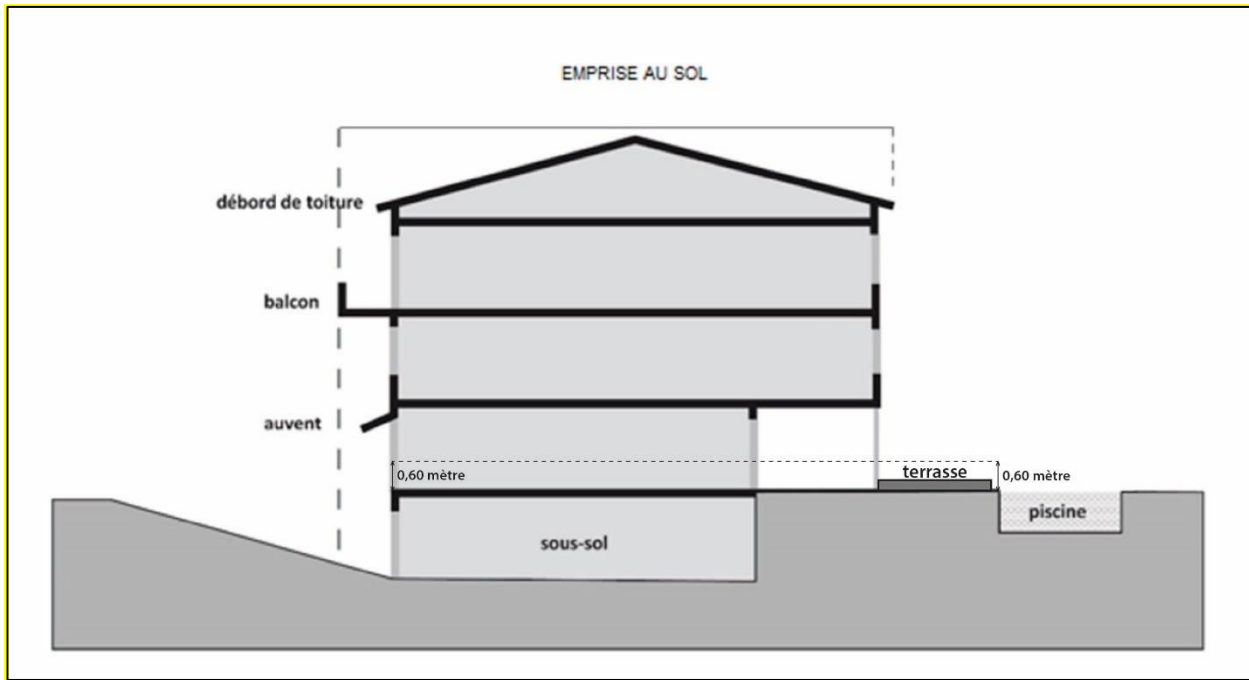 EMPRISE AU SOL
débord de toiture
balcon
auvent
0,60 mètre
terrasse
0,60 mètre
piscine
sous-sol